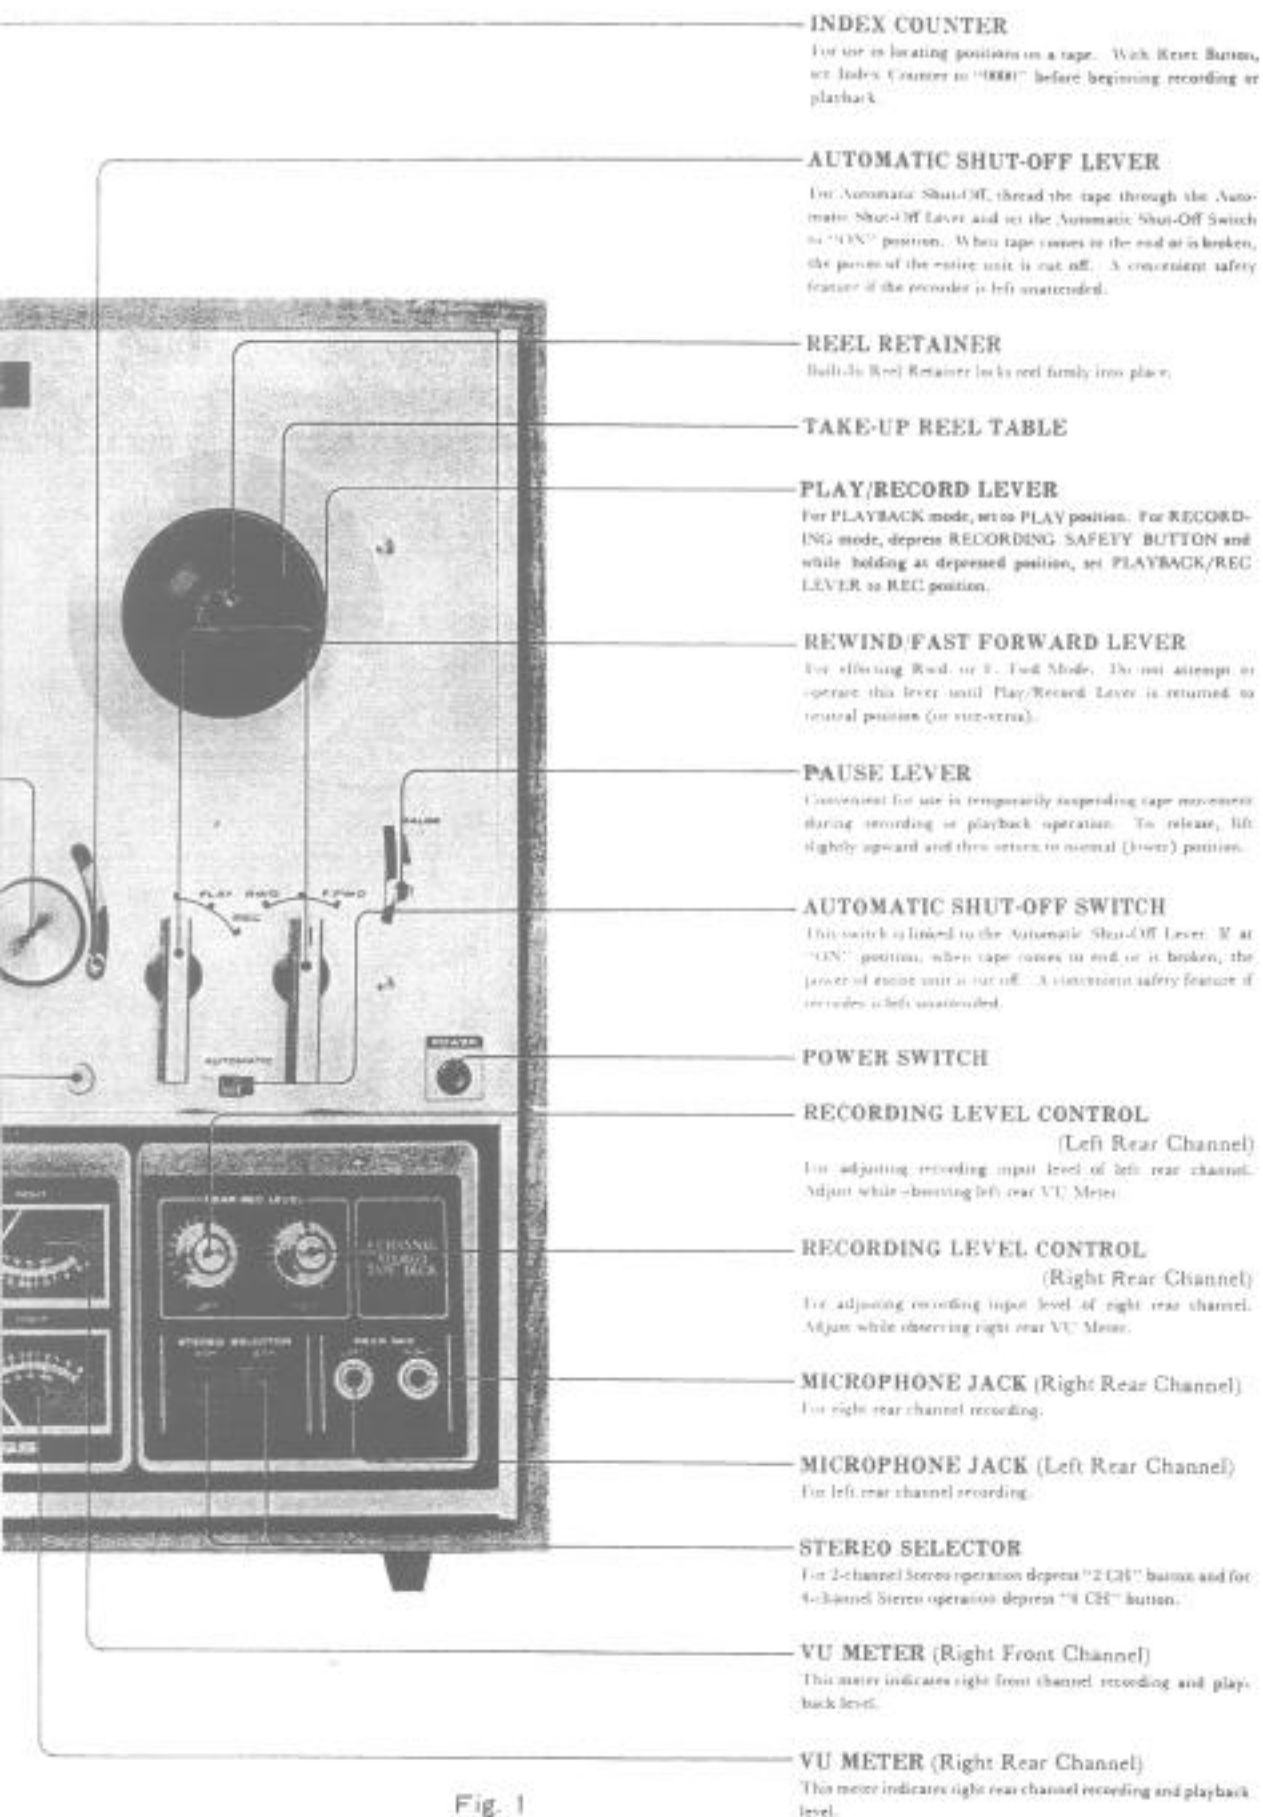 INDEX COUNTER
For use in locating positions on a tape. With Reset Button,
set Index Counter to "0000" before beginning recording or
playback.
AUTOMATIC SHUT-OFF LEVER
For Automatic Shut-Off, thread the tape through the Auto-
matic Shut-Off Lever and set the Automatic Shut-Off Switch
to "ON" position. When tape comes to the end or is broken,
the power of the entire unit is cut off. A convenient safety
feature if the recorder is left unattended.
REEL RETAINER
Built-In Reel Retainer locks reel firmly into place.
TAKE-UP REEL TABLE
PLAY/RECORD LEVER
For PLAYBACK mode, set to PLAY position. For RECORD-
ING mode, depress RECORDING SAFETY BUTTON and
while holding at depressed position, set PLAYBACK/REC
LEVER to REC position.
REWIND/FAST FORWARD LEVER
For effecting Rwd. or F. Fwd Mode. Do not attempt to
operate this lever until Play/Record Lever is returned to
neutral position (or vice-versa).
PAUSE LEVER
Convenient for use in temporarily suspending tape movement
during recording or playback operation. To release, lift
slightly upward and then return to normal (lower) position.
PAUSE
PLAY RWD F.FWD
REC
AUTOMATIC SHUT-OFF SWITCH
This switch is linked to the Automatic Shut-Off Lever. If at
"ON" position, when tape comes to end or is broken, the
power of entire unit is cut off. A convenient safety feature if
recorder is left unattended.
POWER
AUTOMATIC
POWER SWITCH
RECORDING LEVEL CONTROL
(Left Rear Channel)
For adjusting recording input level of left rear channel.
Adjust while observing left rear VU Meter.
RIGHT
REAR REC LEVEL
4 CHANNEL
STEREO
TAPE DECK
LEFT
RECORDING LEVEL CONTROL
(Right Rear Channel)
For adjusting recording input level of right rear channel.
Adjust while observing right rear VU Meter.
RIGHT
STEREO SELECTOR
REAR MIC
MICROPHONE JACK (Right Rear Channel)
For right rear channel recording.
MICROPHONE JACK (Left Rear Channel)
For left rear channel recording.
STEREO SELECTOR
For 2-channel Stereo operation depress "2 CH" button and for
4-channel Stereo operation depress "4 CH" button.
VU METER (Right Front Channel)
This meter indicates right front channel recording and play-
back level.
VU METER (Right Rear Channel)
This meter indicates right rear channel recording and playback
level.
Fig. 1